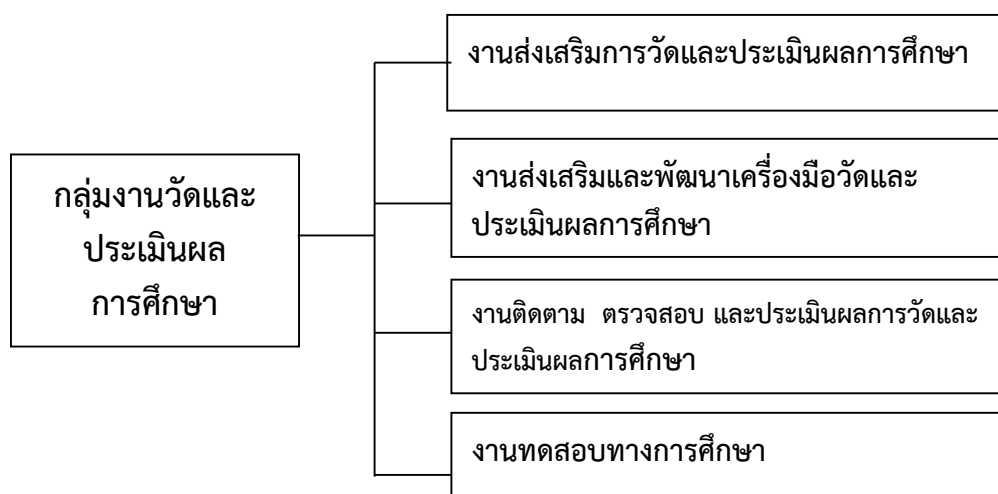 งานส่งเสริมการวัดและประเมินผลการศึกษา
งานส่งเสริมและพัฒนาเครื่องมือวัดและ
ประเมินผลการศึกษา
กลุ่มงานวัดและ
ประเมินผล
การศึกษา
งานติดตาม ตรวจสอบ และประเมินผลการวัดและ
ประเมินผลการศึกษา
งานทดสอบทางการศึกษา